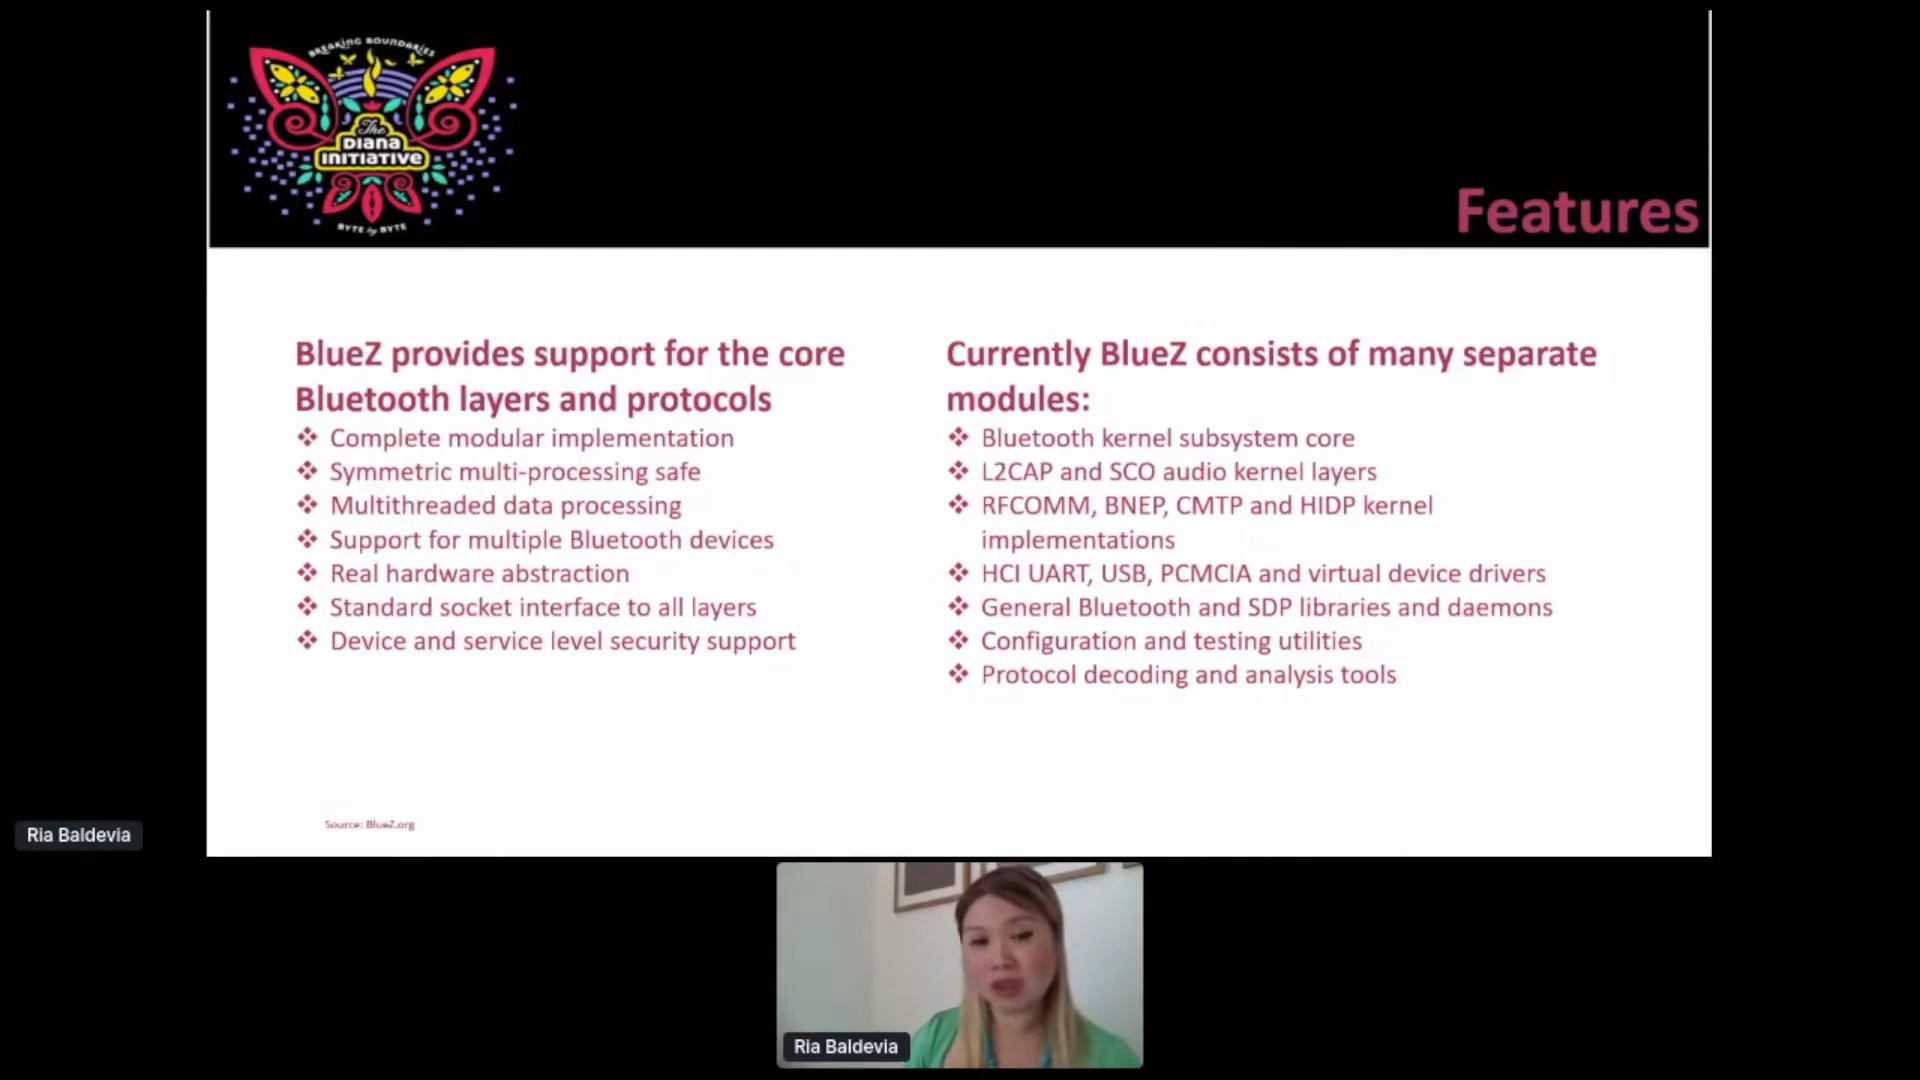 BREAKING BOUNDARIES
The
DIANA
INITIATIVE
BYTE by BYTE
Features
BlueZ provides support for the core
Bluetooth layers and protocols
❖ Complete modular implementation
❖ Symmetric multi-processing safe
❖ Multithreaded data processing
❖ Support for multiple Bluetooth devices
❖ Real hardware abstraction
❖ Standard socket interface to all layers
❖ Device and service level security support
Currently BlueZ consists of many separate
modules:
❖ Bluetooth kernel subsystem core
❖ L2CAP and SCO audio kernel layers
❖ RFCOMM, BNEP, CMTP and HIDP kernel
implementations
❖ HCI UART, USB, PCMCIA and virtual device drivers
❖ General Bluetooth and SDP libraries and daemons
❖ Configuration and testing utilities
❖ Protocol decoding and analysis tools
Source: BlueZ.org
Ria Baldevia
Ria Baldevia